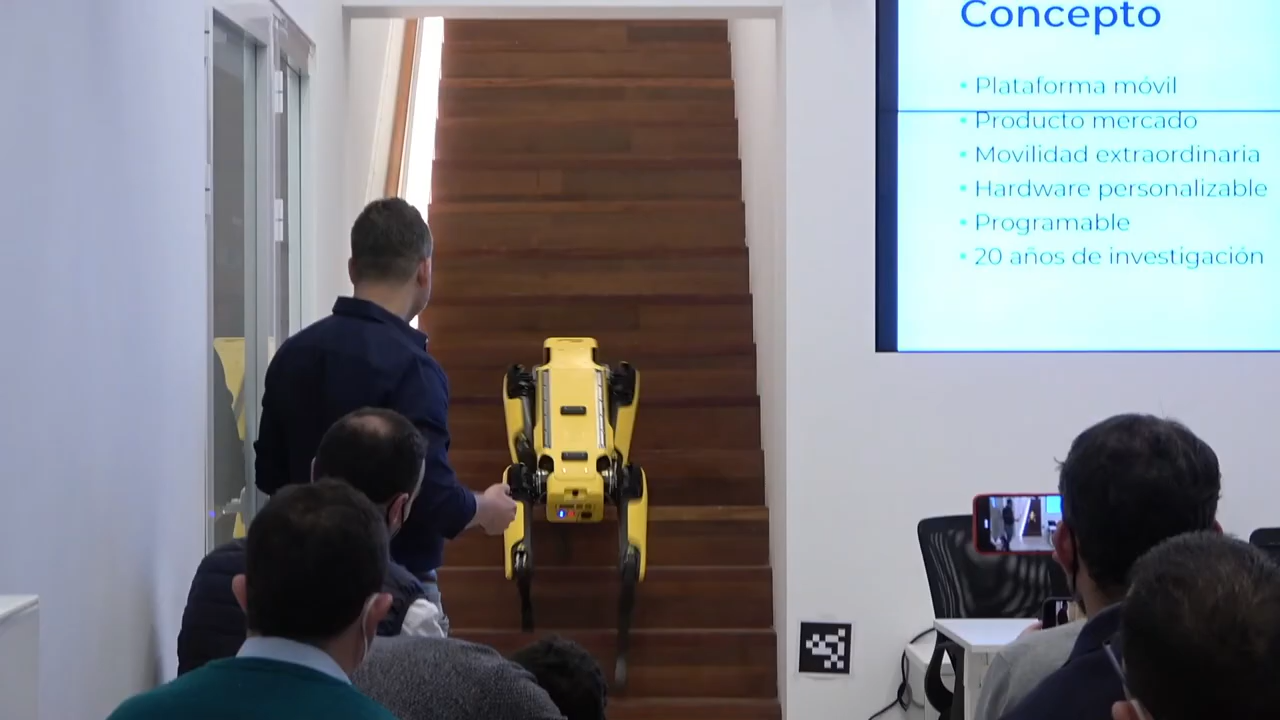 Concepto
• Plataforma móvil
• Producto mercado
• Movilidad extraordinaria
• Hardware personalizable
• Programable
• 20 años de investigación